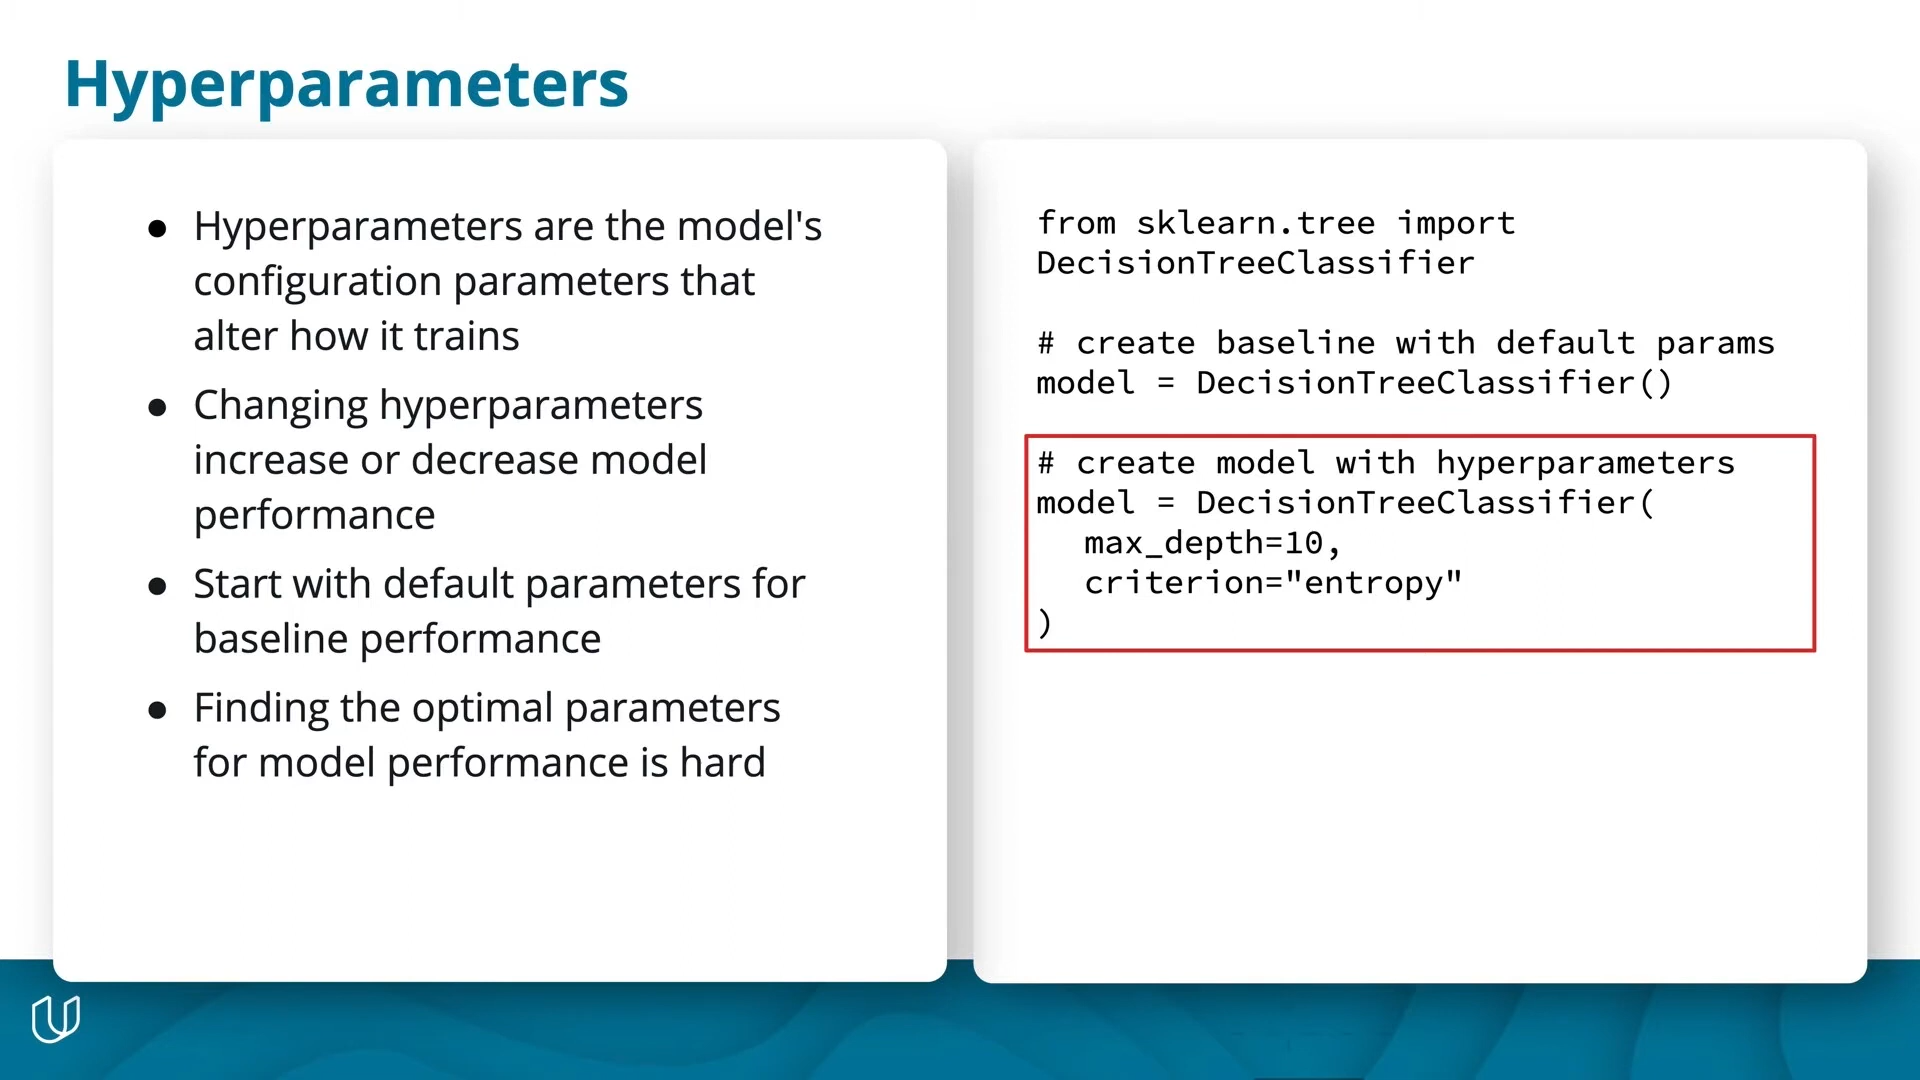 Hyperparameters
● Hyperparameters are the model's
configuration parameters that
alter how it trains
● Changing hyperparameters
increase or decrease model
performance
● Start with default parameters for
baseline performance
● Finding the optimal parameters
for model performance is hard
from sklearn.tree import
DecisionTreeClassifier
# create baseline with default params
model = DecisionTreeClassifier()
# create model with hyperparameters
model = DecisionTreeClassifier(
max_depth=10,
criterion="entropy"
)